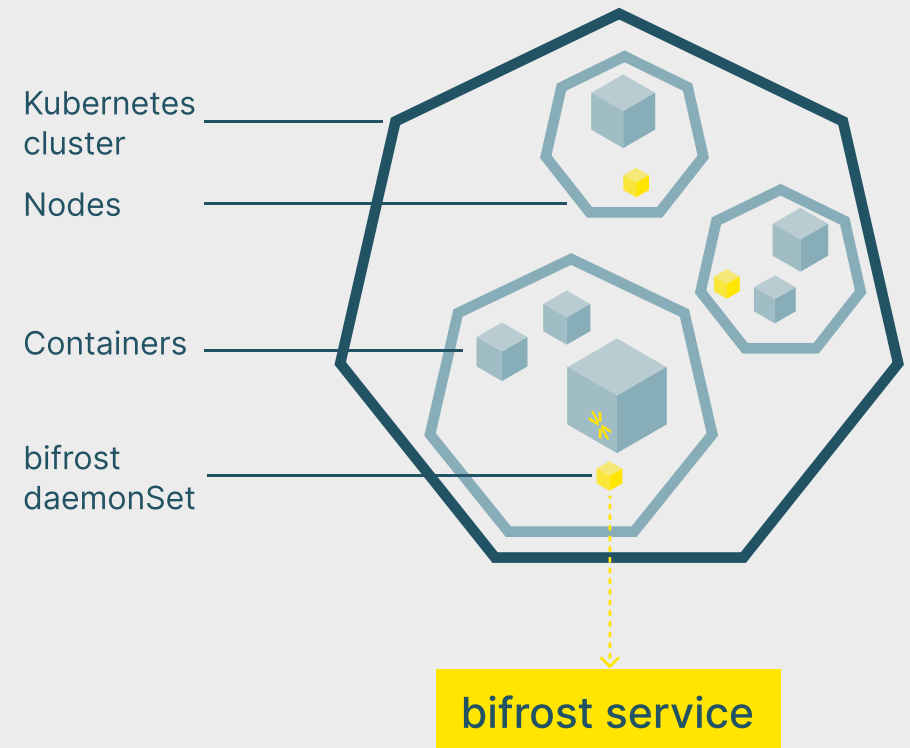 Kubernetes
cluster
Nodes
Containers
bifrost
daemonSet
bifrost service